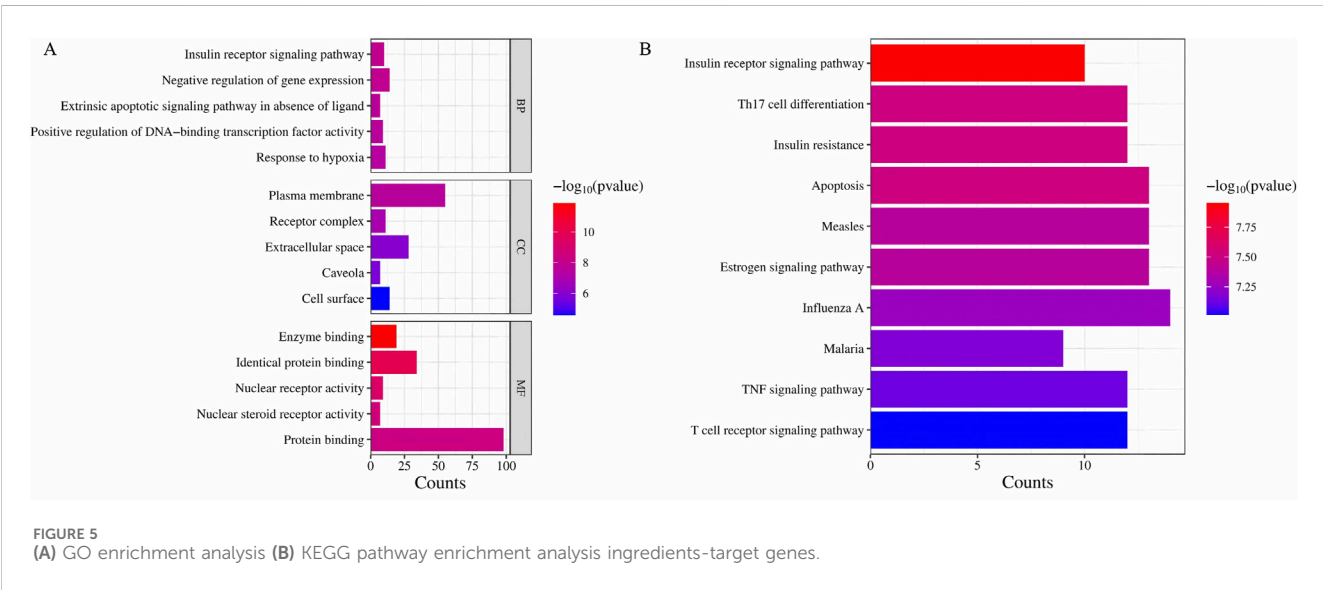 A
Insulin receptor signaling pathway
Negative regulation of gene expression
Extrinsic apoptotic signaling pathway in absence of ligand
Positive regulation of DNA−binding transcription factor activity
Response to hypoxia
BP
Plasma membrane
Receptor complex
Extracellular space
Caveola
Cell surface
CC
Enzyme binding
Identical protein binding
Nuclear receptor activity
Nuclear steroid receptor activity
Protein binding
MF
0 25 50 75 100
Counts
−log10(pvalue)
10
8
6
B
Insulin receptor signaling pathway
Th17 cell differentiation
Insulin resistance
Apoptosis
Measles
Estrogen signaling pathway
Influenza A
Malaria
TNF signaling pathway
T cell receptor signaling pathway
0 5 10
Counts
−log10(pvalue)
7.75
7.50
7.25
FIGURE 5
(A) GO enrichment analysis (B) KEGG pathway enrichment analysis ingredients-target genes.